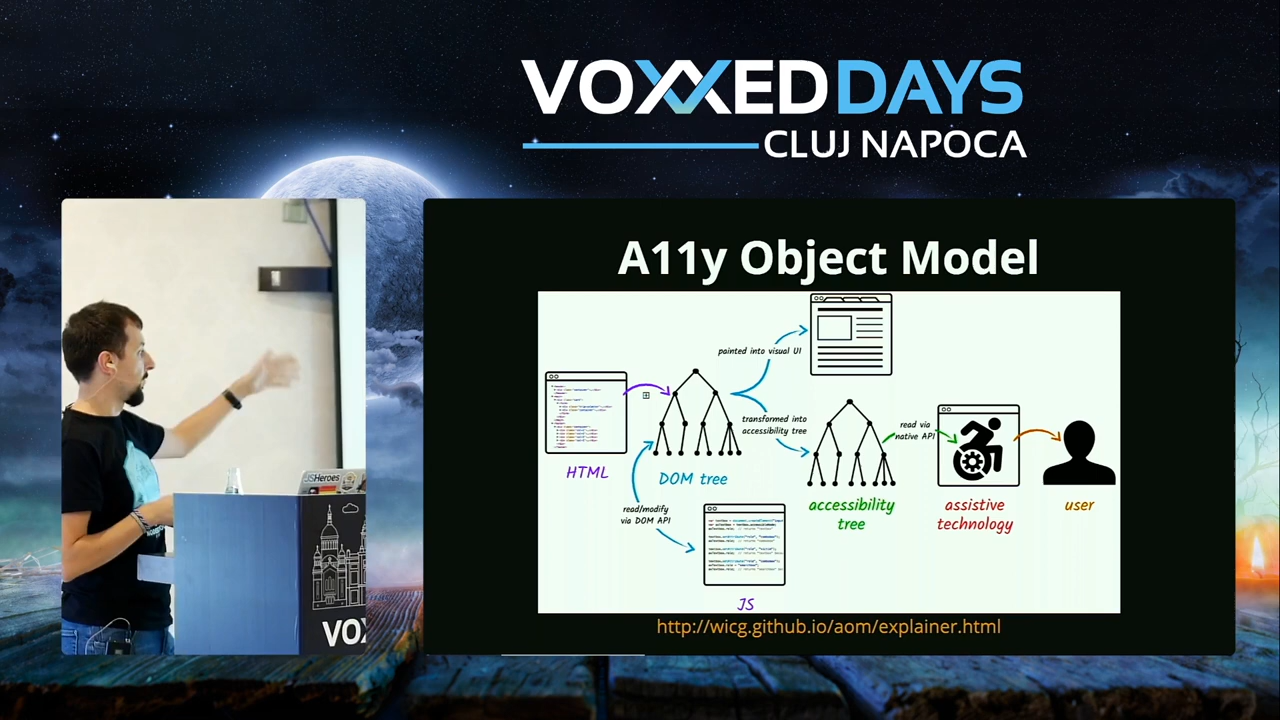 VOXXED DAYS
CLUJ NAPOCA
JSHeroes
VOX
A11y Object Model
painted into visual UI
transformed into
accessibility tree
read via
native API
HTML
DOM tree
read/modify
via DOM API
JS
accessibility
tree
assistive
technology
user
http://wicg.github.io/aom/explainer.html